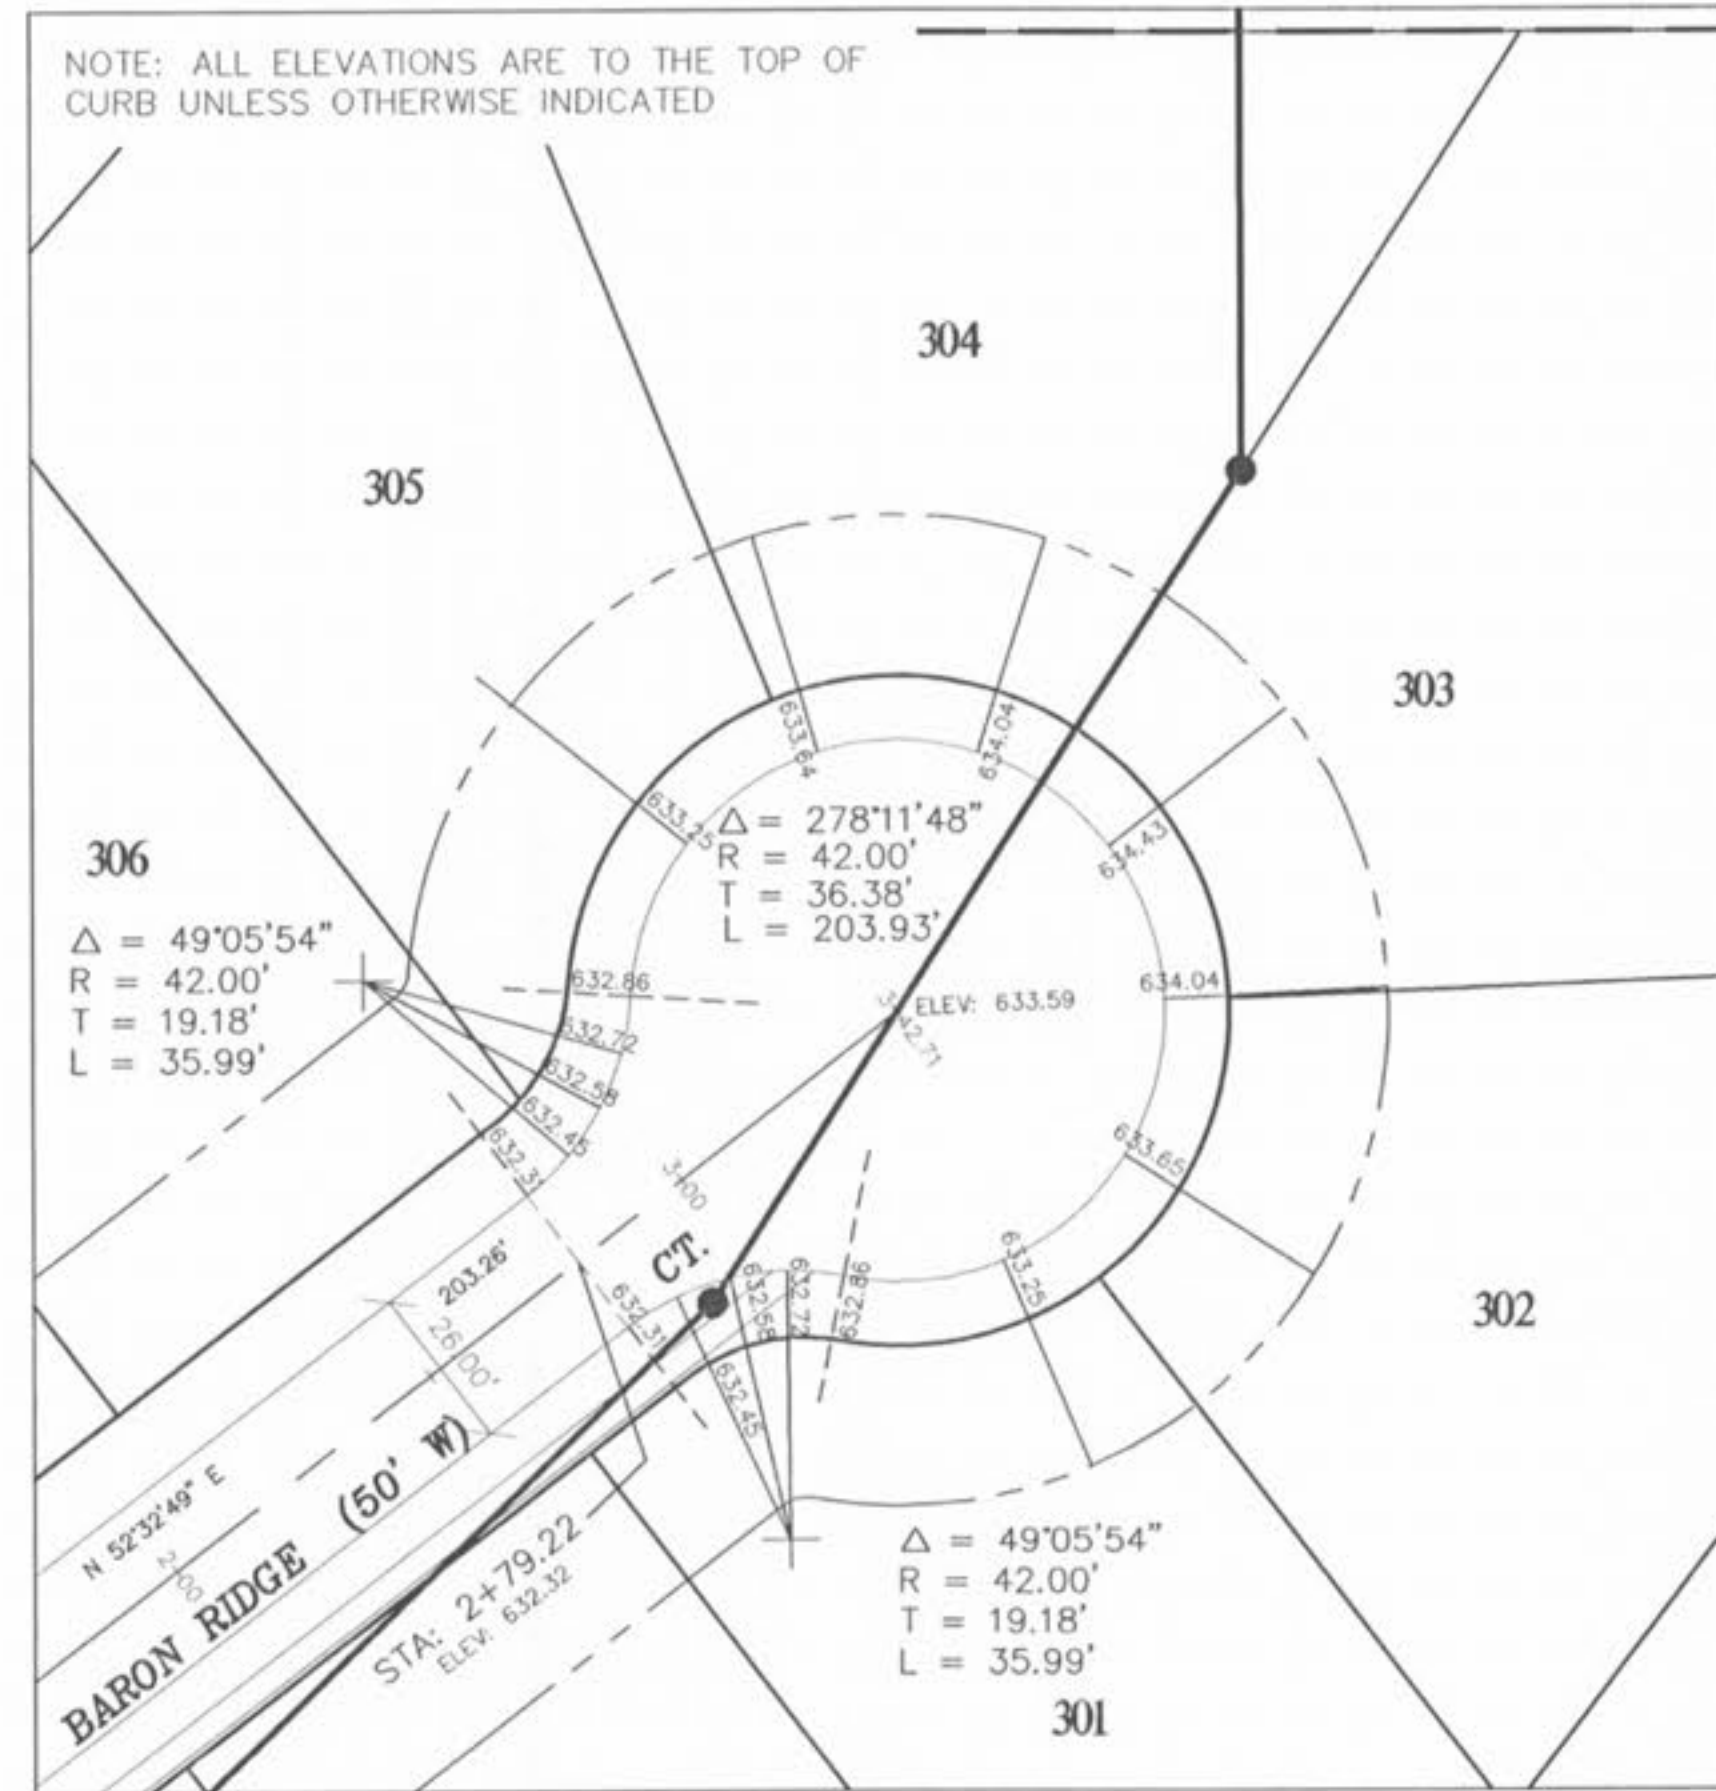 NOTE: ALL ELEVATIONS ARE TO THE TOP OF
CURB UNLESS OTHERWISE INDICATED
304
305
303
306
302
301
633.64
634.04
633.25
634.43
Δ = 278°11'48"
R = 42.00'
T = 36.38'
L = 203.93'
Δ = 49°05'54"
R = 42.00'
T = 19.18'
L = 35.99'
632.86
634.04
ELEV: 633.59
3+42.71
632.72
632.58
632.45
632.31
3+00
633.65
633.25
632.86
632.72
632.58
632.45
632.31
203.26'
26.00'
N 52°32'49" E
2+00
BARON RIDGE (50' W) CT.
STA: 2+79.22
ELEV: 632.32
Δ = 49°05'54"
R = 42.00'
T = 19.18'
L = 35.99'